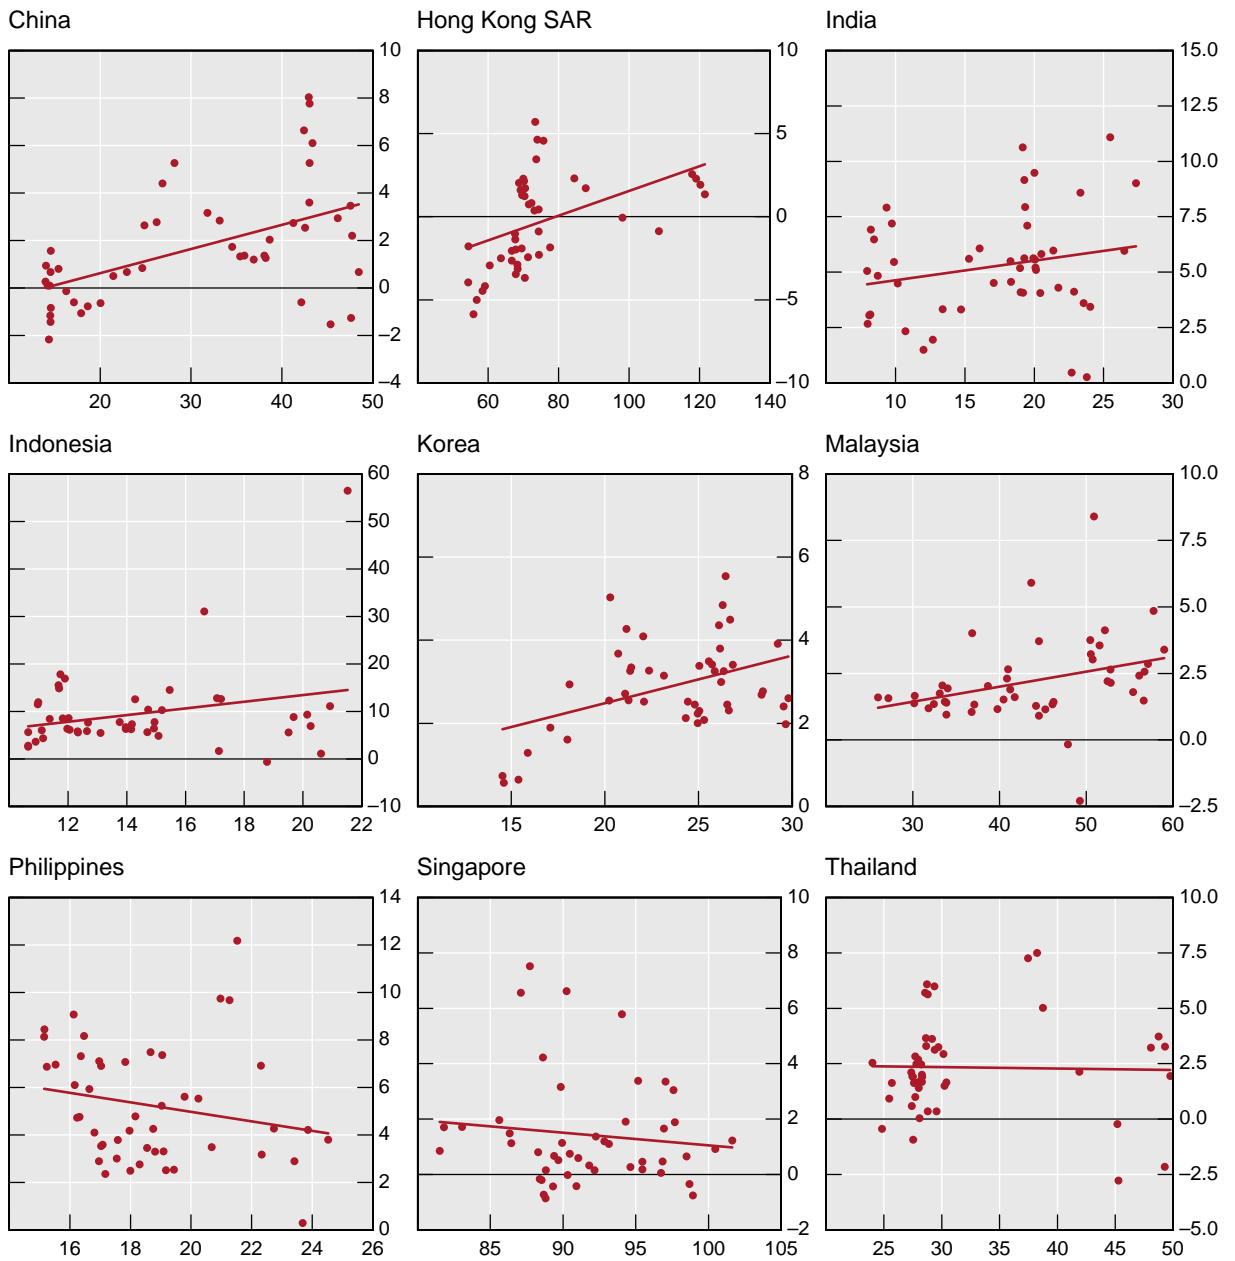 China Hong Kong SAR India
10 10 15.0
8 12.5
6 5 10.0
4 7.5
2 0 5.0
0
−2 −5 2.5
−4 −10 0.0
20 30 40 50 60 80 100 120 140 10 15 20 25 30
Indonesia Korea Malaysia
60 8 10.0
50 7.5
40 6 5.0
30
20 4 2.5
10 2 0.0
0
−10 0 −2.5
12 14 16 18 20 22 15 20 25 30 30 40 50 60
Philippines Singapore Thailand
14 10 10.0
12 8 7.5
10 6 5.0
8
6 4 2.5
4 2 0.0
2 0 −2.5
0 −2 −5.0
16 18 20 22 24 26 85 90 95 100 105 25 30 35 40 45 50